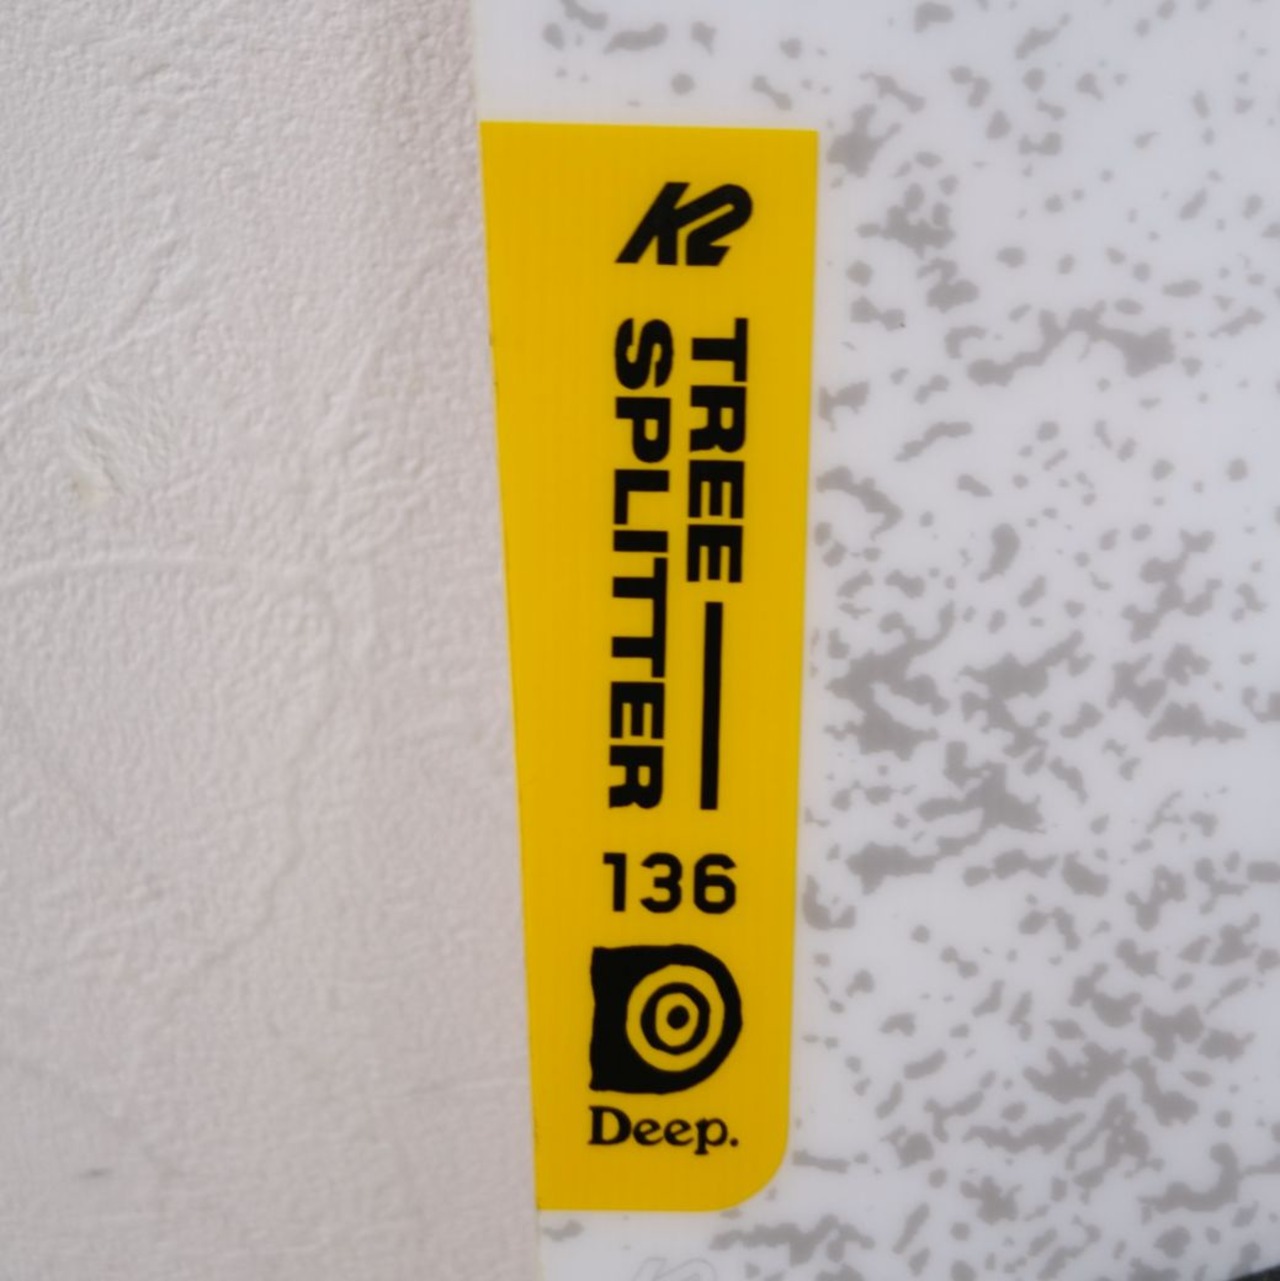 K2
TREE
SPLITTER
136
Deep.